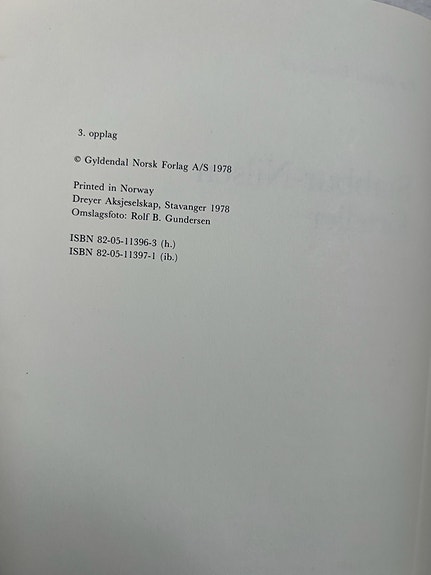 3. opplag
© Gyldendal Norsk Forlag A/S 1978
Printed in Norway
Dreyer Aksjeselskap, Stavanger 1978
Omslagsfoto: Rolf B. Gundersen
ISBN 82-05-11396-3 (h.)
ISBN 82-05-11397-1 (ib.)